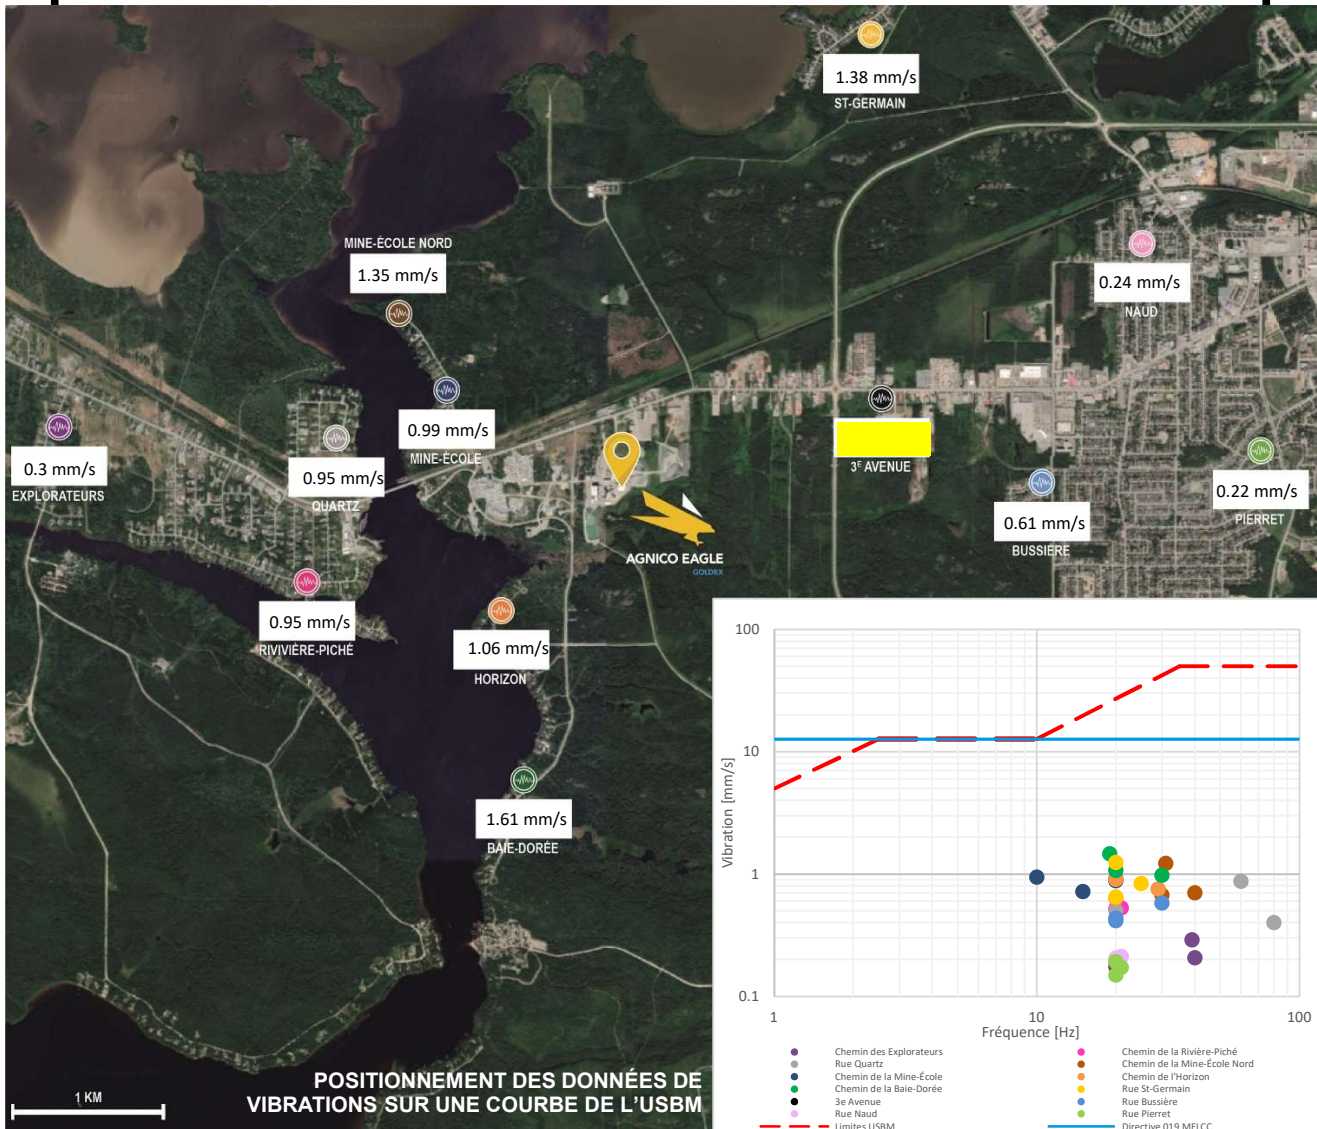 1.38 mm/s
ST-GERMAIN
MINE-ÉCOLE NORD
1.35 mm/s
0.24 mm/s
NAUD
0.99 mm/s
MINE-ÉCOLE
0.3 mm/s
EXPLORATEURS
0.95 mm/s
QUARTZ
3E AVENUE
0.22 mm/s
PIERRET
0.61 mm/s
BUSSIÈRE
AGNICO EAGLE
GOLDEX
0.95 mm/s
RIVIVIÈRE-PICHÉ
1.06 mm/s
HORIZON
1.61 mm/s
BAIE-DORÉE
100
10
1
0.1
Vibration [mm/s]
1
10
100
Fréquence [Hz]
Chemin des Explorateurs
Chemin de la Rivière-Piché
Rue Quartz
Chemin de la Mine-École Nord
Chemin de la Mine-École
Chemin de l'Horizon
Chemin de la Baie-Dorée
Rue St-Germain
3e Avenue
Rue Bussière
Rue Naud
Rue Pierret
Limites USBM
Directive 019 MELCC
POSITIONNEMENT DES DONNÉES DE
VIBRATIONS SUR UNE COURBE DE L'USBM
1 KM